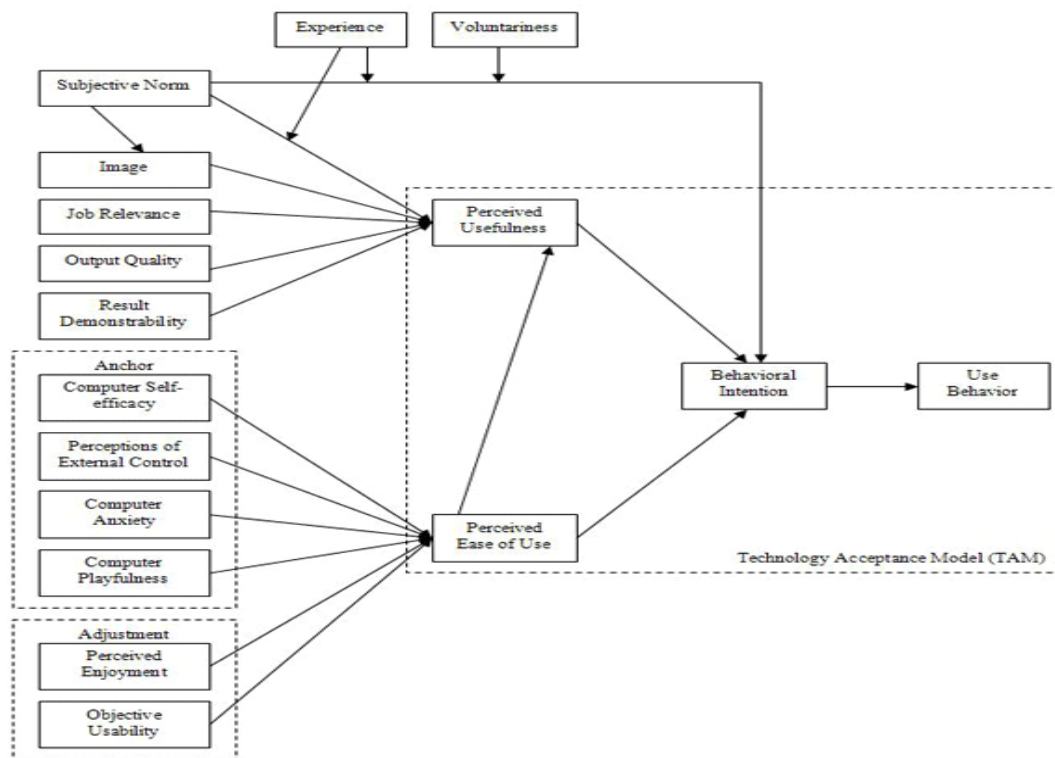 Experience
Voluntariness
Subjective Norm
Image
Job Relevance
Output Quality
Result
Demonstrability
Perceived
Usefulness
Anchor
Computer Self-
efficacy
Perceptions of
External Control
Computer
Anxiety
Computer
Playfulness
Behavioral
Intention
Use
Behavior
Perceived
Ease of Use
Technology Acceptance Model (TAM)
Adjustment
Perceived
Enjoyment
Objective
Usability